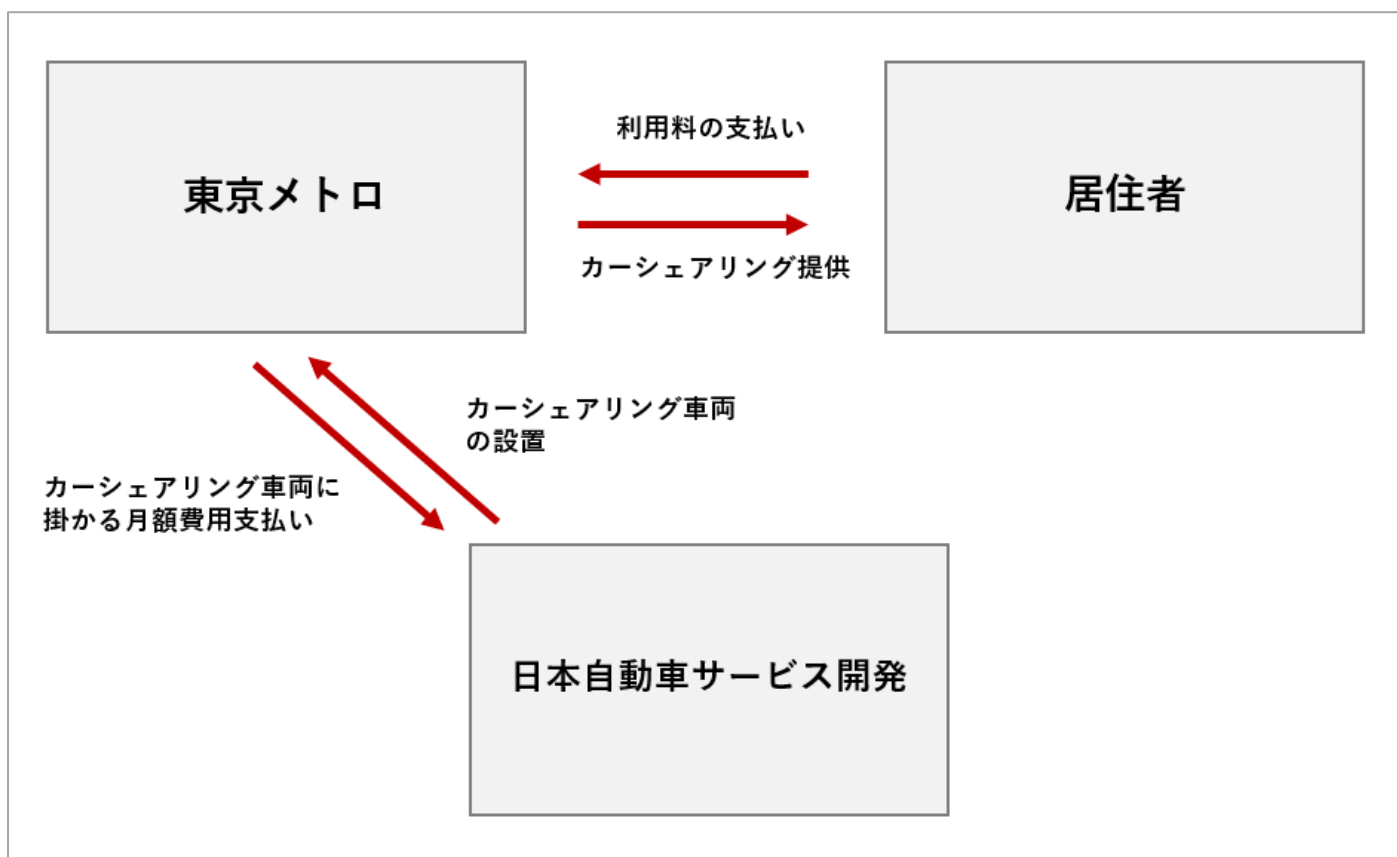 東京メトロ
利用料の支払い
カーシェアリング提供
居住者
カーシェアリング車両
の設置
カーシェアリング車両に
掛かる月額費用支払い
日本自動車サービス開発